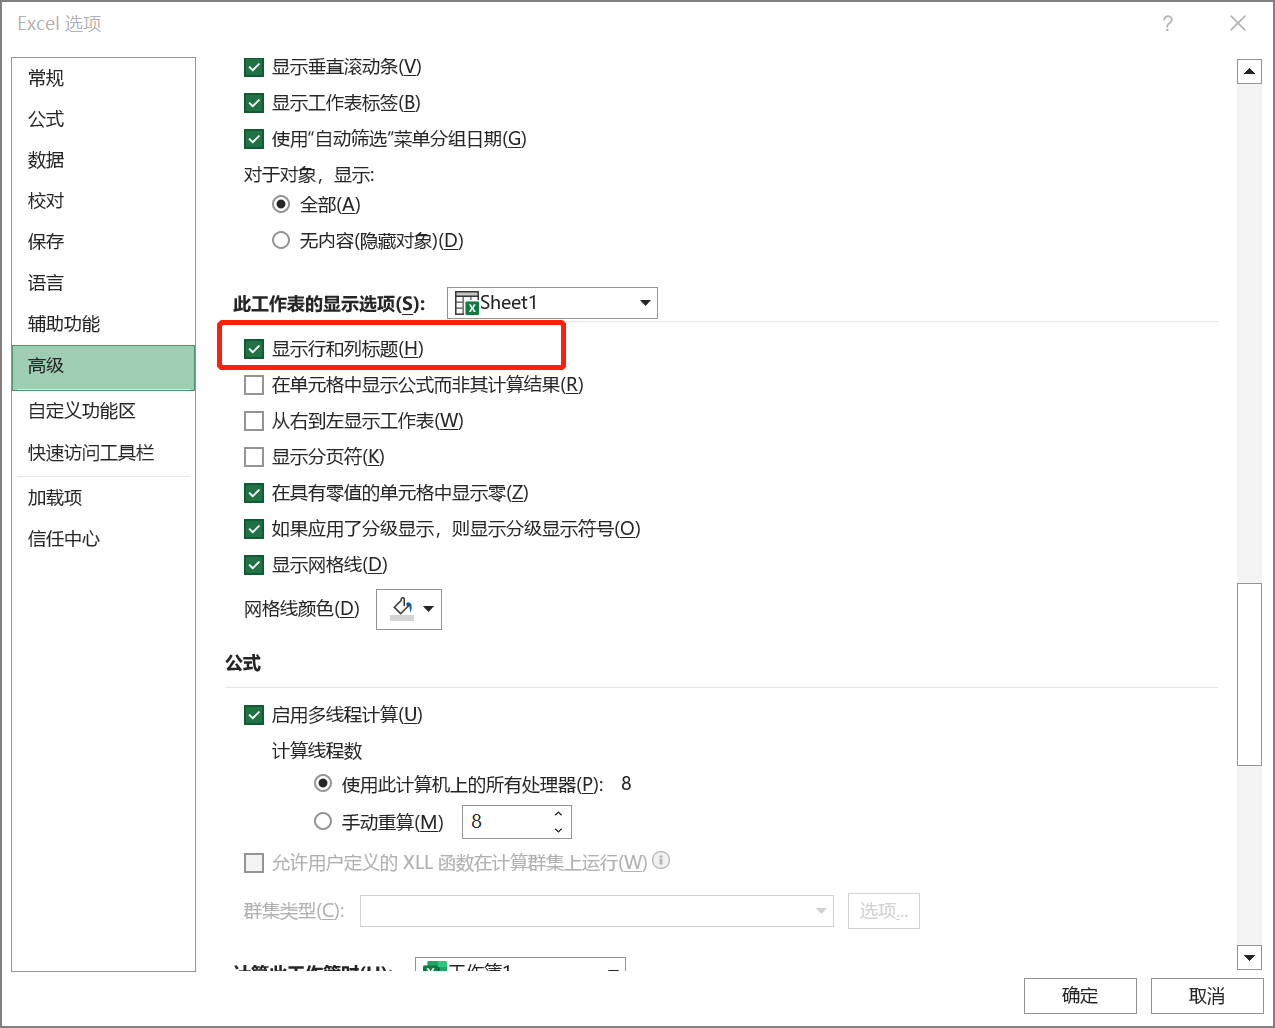 Excel 选项
常规
公式
数据
校对
保存
语言
辅助功能
高级
自定义功能区
快速访问工具栏
加载项
信任中心
显示垂直滚动条(V)
显示工作表标签(B)
使用“自动筛选”菜单分组日期(G)
对于对象，显示:
全部(A)
无内容(隐藏对象)(D)
此工作表的显示选项(S): Sheet1
显示行和列标题(H)
在单元格中显示公式而非其计算结果(R)
从右到左显示工作表(W)
显示分页符(K)
在具有零值的单元格中显示零(Z)
如果应用了分级显示，则显示分级显示符号(O)
显示网格线(D)
网格线颜色(D)
公式
启用多线程计算(U)
计算线程数
使用此计算机上的所有处理器(P): 8
手动重算(M) 8
允许用户定义的 XLL 函数在计算群集上运行(W)
群集类型(C): 选项...
计算此工作簿时(H): 工作簿1
确定 取消